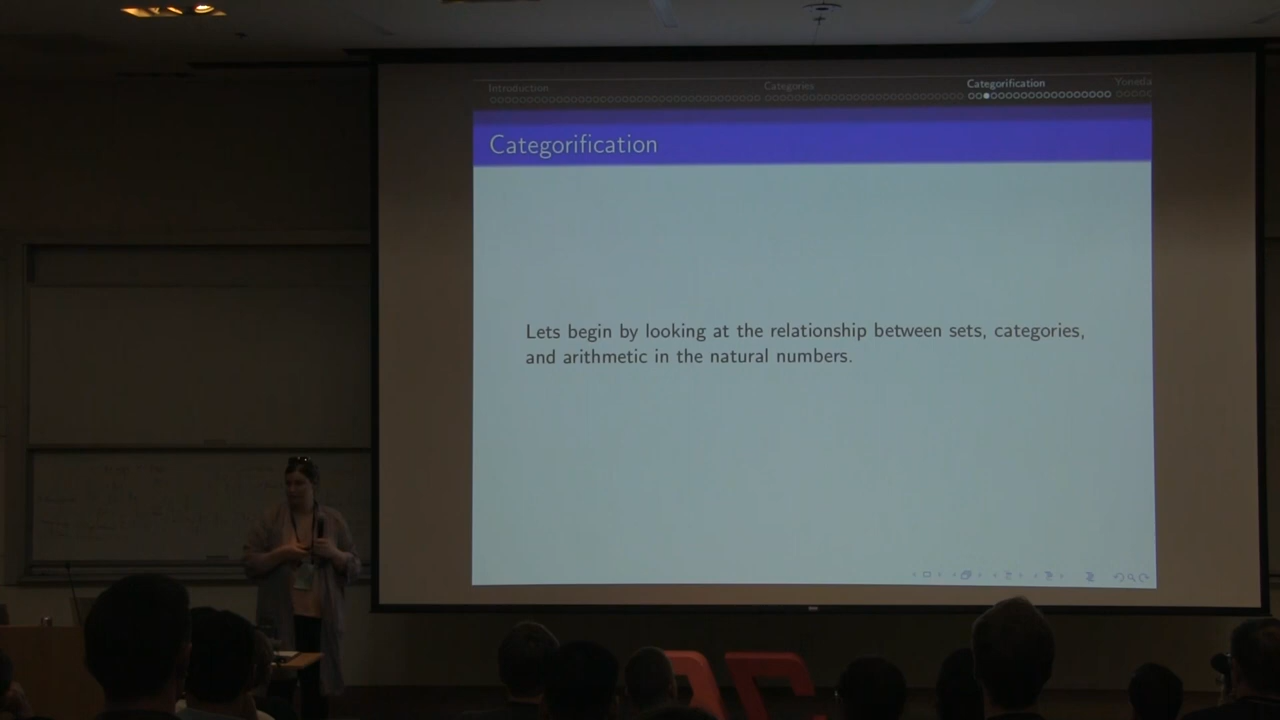 Introduction
Categories
Categorification
Yoneda
Categorification
Lets begin by looking at the relationship between sets, categories,
and arithmetic in the natural numbers.